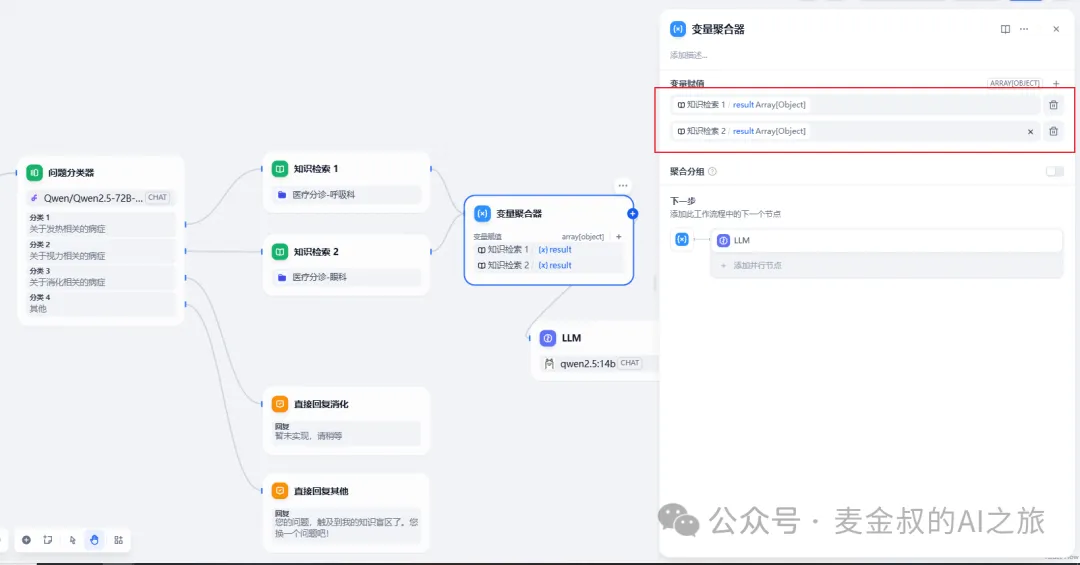 问题分类器
Qwen/Qwen2.5-72B-... CHAT
分类 1
关于发热相关的病症
分类 2
关于视力相关的病症
分类 3
关于消化相关的病症
分类 4
其他
知识检索 1
医疗分诊-呼吸科
知识检索 2
医疗分诊-眼科
直接回复消化
回复
暂未实现，请稍等
直接回复其他
回复
您的问题，触及到我的知识盲区了。您
换一个问题吧!
变量聚合器
变量赋值 array[object] +
知识检索 1 {x} result
知识检索 2 {x} result
LLM
qwen2.5:14b CHAT
变量聚合器
添加描述...
变量赋值 ARRAY[OBJECT] +
知识检索 1 / result Array[Object]
知识检索 2 / result Array[Object]
聚合分组
下一步
添加此工作流程中的下一个节点
LLM
+ 添加并行节点
公众号 · 麦金叔的AI之旅